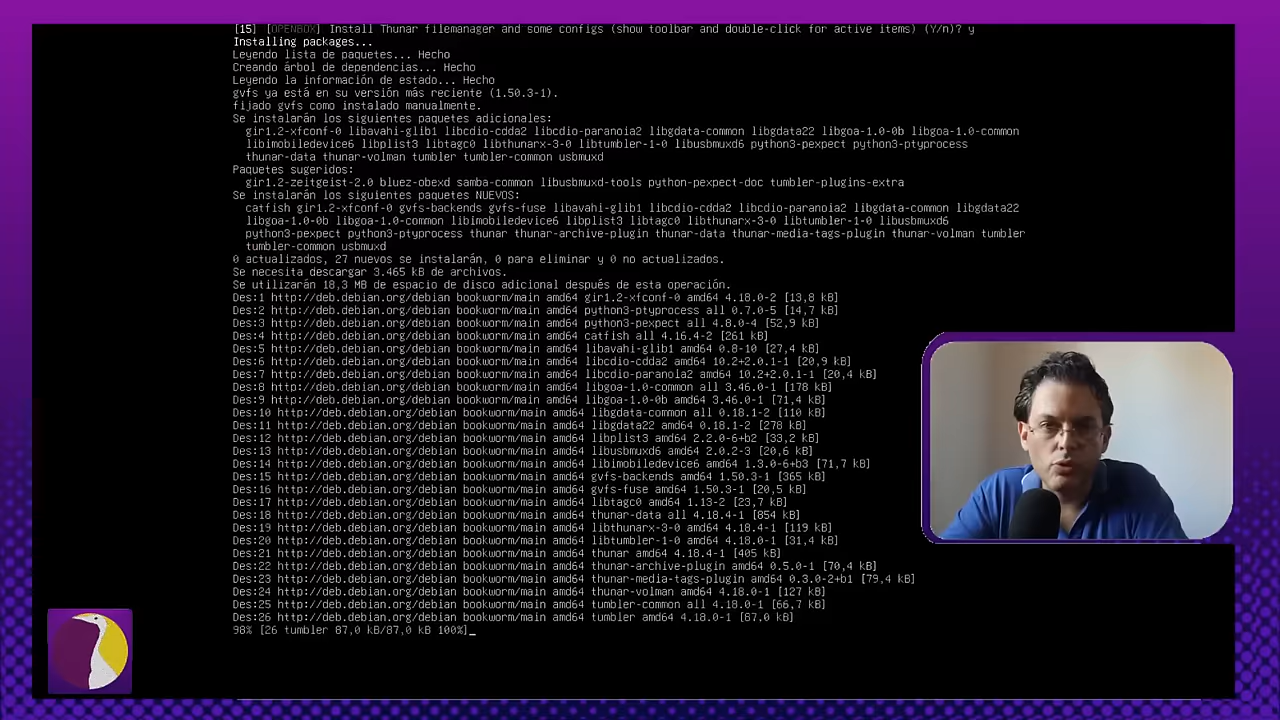 [15] [OPENBOX] Install Thunar filemanager and some configs (show toolbar and double-click for active items) (Y/n)? y
Installing packages...
Leyendo lista de paquetes... Hecho
Creando árbol de dependencias... Hecho
Leyendo la información de estado... Hecho
gvfs ya está en su versión más reciente (1.50.3-1).
fijado gvfs como instalado manualmente.
Se instalarán los siguientes paquetes adicionales:
gir1.2-xfconf-0 libavahi-glib1 libcdio-cdda2 libcdio-paranoia2 libgdata-common libgdata22 libgoa-1.0-0b libgoa-1.0-common
libimobiledevice6 libplist3 libtagc0 libthunarx-3-0 libtumbler-1-0 libusbmuxd6 python3-pexpect python3-ptyprocess
thunar-data thunar-volman tumbler tumbler-common usbmuxd
Paquetes sugeridos:
gir1.2-zeitgeist-2.0 bluez-obexd samba-common libusbmuxd-tools python-pexpect-doc tumbler-plugins-extra
Se instalarán los siguientes paquetes NUEVOS:
catfish gir1.2-xfconf-0 gvfs-backends gvfs-fuse libavahi-glib1 libcdio-cdda2 libcdio-paranoia2 libgdata-common libgdata22
libgoa-1.0-0b libgoa-1.0-common libimobiledevice6 libplist3 libtagc0 libthunarx-3-0 libtumbler-1-0 libusbmuxd6
python3-pexpect python3-ptyprocess thunar thunar-archive-plugin thunar-data thunar-media-tags-plugin thunar-volman tumbler
tumbler-common usbmuxd
0 actualizados, 27 nuevos se instalarán, 0 para eliminar y 0 no actualizados.
Se necesita descargar 3.465 kB de archivos.
Se utilizarán 18,3 MB de espacio de disco adicional después de esta operación.
Des:1 http://deb.debian.org/debian bookworm/main amd64 gir1.2-xfconf-0 amd64 4.18.0-2 [13,8 kB]
Des:2 http://deb.debian.org/debian bookworm/main amd64 python3-ptyprocess all 0.7.0-5 [14,7 kB]
Des:3 http://deb.debian.org/debian bookworm/main amd64 python3-pexpect all 4.8.0-4 [52,9 kB]
Des:4 http://deb.debian.org/debian bookworm/main amd64 catfish all 4.16.4-2 [261 kB]
Des:5 http://deb.debian.org/debian bookworm/main amd64 libavahi-glib1 amd64 0.8-10 [27,4 kB]
Des:6 http://deb.debian.org/debian bookworm/main amd64 libcdio-cdda2 amd64 10.2+2.0.1-1 [20,9 kB]
Des:7 http://deb.debian.org/debian bookworm/main amd64 libcdio-paranoia2 amd64 10.2+2.0.1-1 [20,4 kB]
Des:8 http://deb.debian.org/debian bookworm/main amd64 libgoa-1.0-common all 3.46.0-1 [178 kB]
Des:9 http://deb.debian.org/debian bookworm/main amd64 libgoa-1.0-0b amd64 3.46.0-1 [71,4 kB]
Des:10 http://deb.debian.org/debian bookworm/main amd64 libgdata-common all 0.18.1-2 [110 kB]
Des:11 http://deb.debian.org/debian bookworm/main amd64 libgdata22 amd64 0.18.1-2 [278 kB]
Des:12 http://deb.debian.org/debian bookworm/main amd64 libplist3 amd64 2.2.0-6+b2 [33,2 kB]
Des:13 http://deb.debian.org/debian bookworm/main amd64 libusbmuxd6 amd64 2.0.2-3 [20,6 kB]
Des:14 http://deb.debian.org/debian bookworm/main amd64 libimobiledevice6 amd64 1.3.0-6+b3 [71,7 kB]
Des:15 http://deb.debian.org/debian bookworm/main amd64 gvfs-backends amd64 1.50.3-1 [365 kB]
Des:16 http://deb.debian.org/debian bookworm/main amd64 gvfs-fuse amd64 1.50.3-1 [20,5 kB]
Des:17 http://deb.debian.org/debian bookworm/main amd64 libtagc0 amd64 1.13-2 [23,7 kB]
Des:18 http://deb.debian.org/debian bookworm/main amd64 thunar-data all 4.18.4-1 [854 kB]
Des:19 http://deb.debian.org/debian bookworm/main amd64 libthunarx-3-0 amd64 4.18.4-1 [119 kB]
Des:20 http://deb.debian.org/debian bookworm/main amd64 libtumbler-1-0 amd64 4.18.0-1 [31,4 kB]
Des:21 http://deb.debian.org/debian bookworm/main amd64 thunar amd64 4.18.4-1 [405 kB]
Des:22 http://deb.debian.org/debian bookworm/main amd64 thunar-archive-plugin amd64 0.5.0-1 [70,4 kB]
Des:23 http://deb.debian.org/debian bookworm/main amd64 thunar-media-tags-plugin amd64 0.3.0-2+b1 [79,4 kB]
Des:24 http://deb.debian.org/debian bookworm/main amd64 thunar-volman amd64 4.18.0-1 [127 kB]
Des:25 http://deb.debian.org/debian bookworm/main amd64 tumbler-common all 4.18.0-1 [66,7 kB]
Des:26 http://deb.debian.org/debian bookworm/main amd64 tumbler amd64 4.18.0-1 [87,0 kB]
98% [26 tumbler 87,0 kB/87,0 kB 100%]_